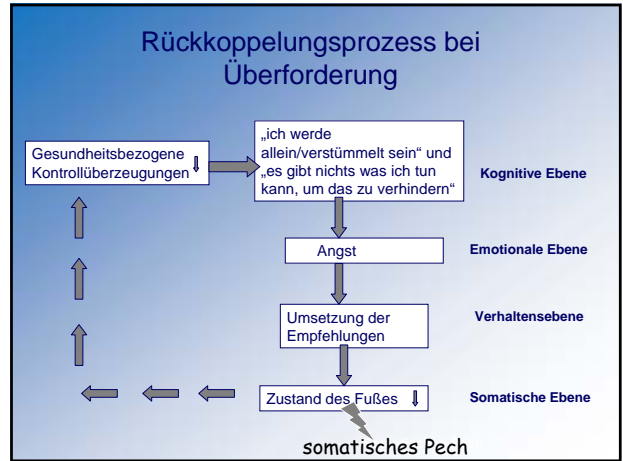 Rückkoppelungsprozess bei
Überforderung
Gesundheitsbezogene
Kontrollüberzeugungen
„ich werde
allein/verstümmelt sein“ und
„es gibt nichts was ich tun
kann, um das zu verhindern“
Kognitive Ebene
Angst
Emotionale Ebene
Umsetzung der
Empfehlungen
Verhaltensebene
Zustand des Fußes
Somatische Ebene
somatisches Pech